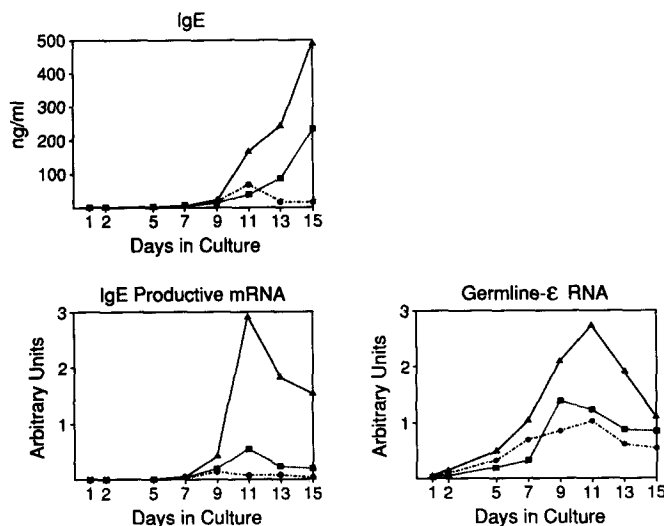 IgE
500
400
300
200
100
ng/ml
1 2 5 7 9 11 13 15
Days in Culture
IgE Productive mRNA
3
2
1
Arbitrary Units
1 2 5 7 9 11 13 15
Days in Culture
Germline-ε RNA
3
2
1
Arbitrary Units
1 2 5 7 9 11 13 15
Days in Culture